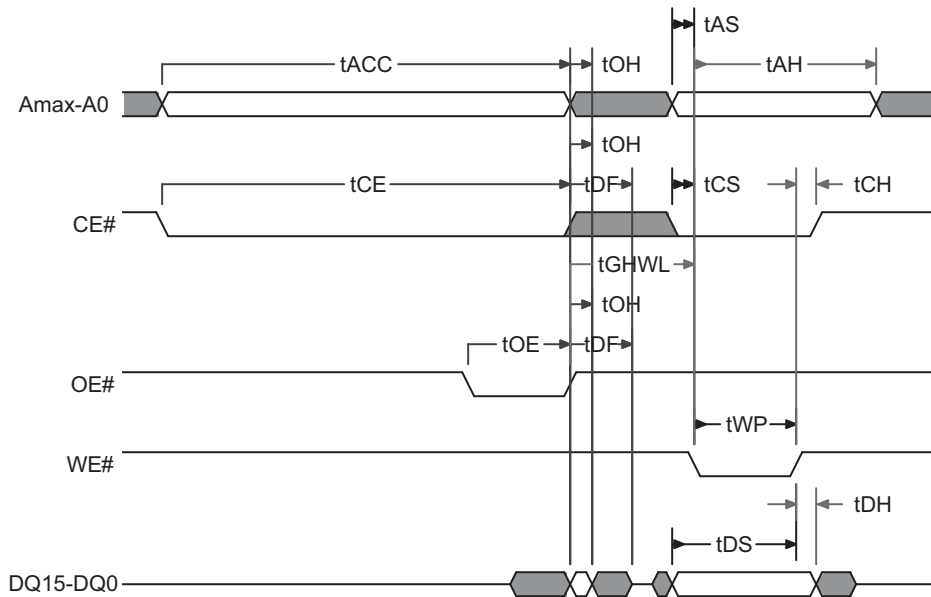 tAS
tACC tOH tAH
Amax-A0
tOH
tCE tDF tCS tCH
CE#
tGHWL
tOH
tOE tDF
OE#
tWP
WE#
tDH
tDS
DQ15-DQ0